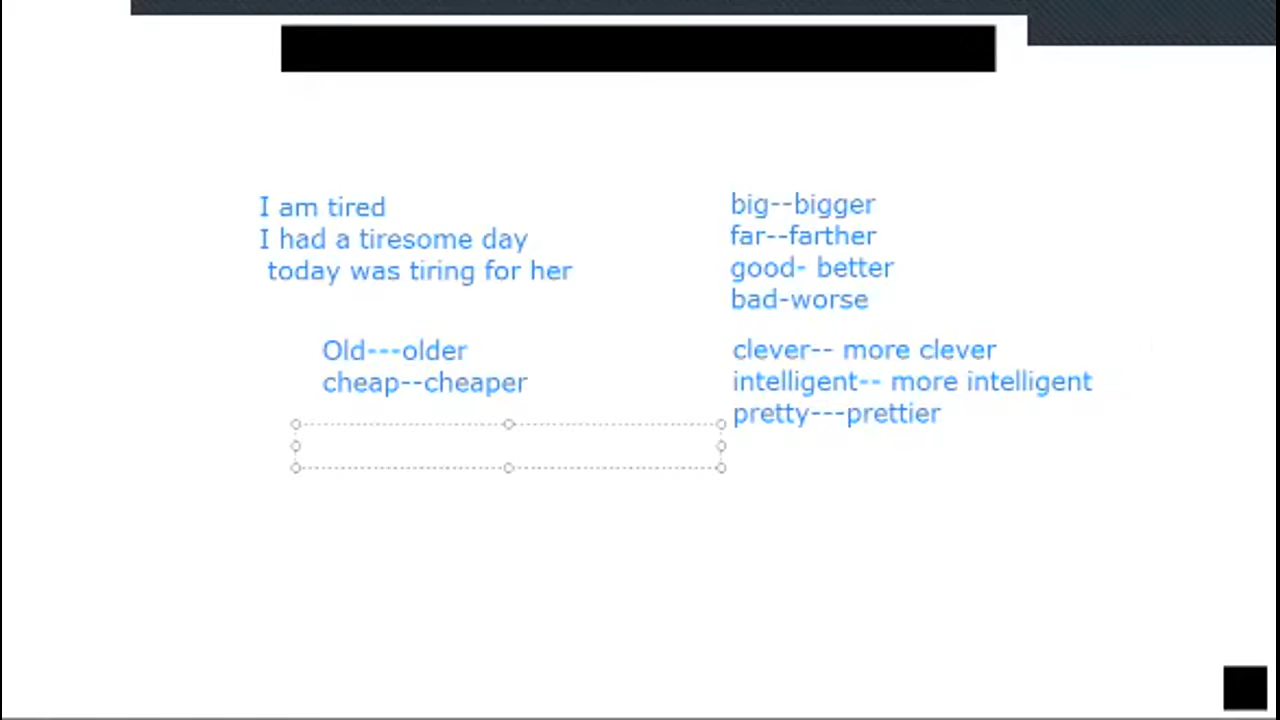 I am tired
I had a tiresome day
today was tiring for her
Old---older
cheap--cheaper
big--bigger
far--farther
good- better
bad-worse
clever-- more clever
intelligent-- more intelligent
pretty---prettier